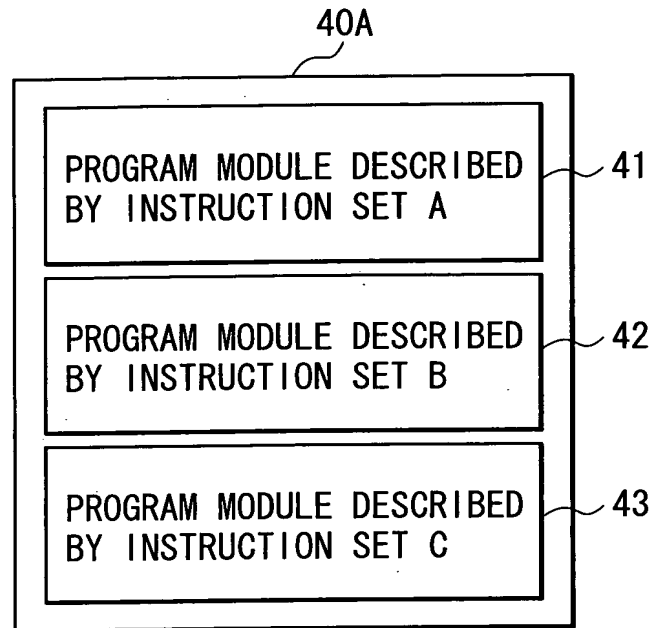 40A
PROGRAM MODULE DESCRIBED
BY INSTRUCTION SET A
41
PROGRAM MODULE DESCRIBED
BY INSTRUCTION SET B
42
PROGRAM MODULE DESCRIBED
BY INSTRUCTION SET C
43